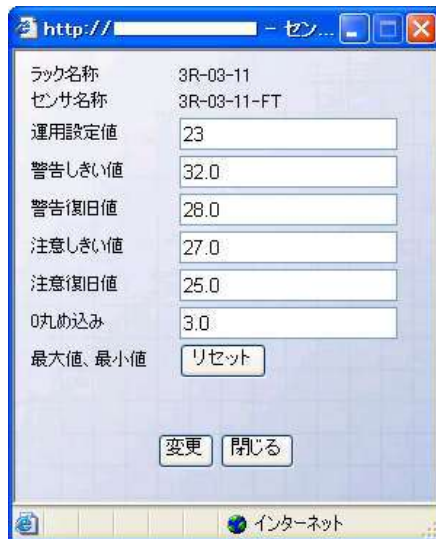 http:// - セン...
ラック名称 3R-03-11
センサ名称 3R-03-11-FT
運用設定値 23
警告しきい値 32.0
警告復旧値 28.0
注意しきい値 27.0
注意復旧値 25.0
0丸め込み 3.0
最大値、最小値 リセット
変更 閉じる
インターネット